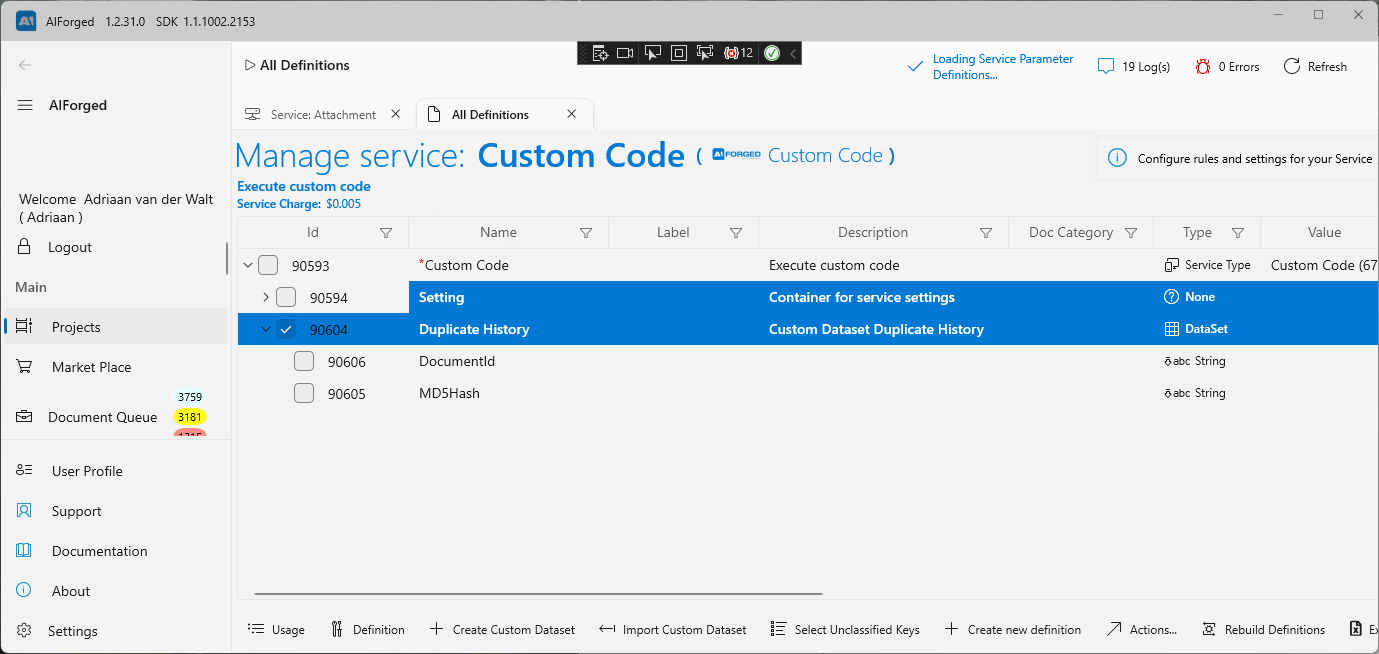 AIForged 1.2.31.0 SDK 1.1.1002.2153
12
All Definitions
Loading Service Parameter
Definitions...
19 Log(s)
0 Errors
Refresh
AIForged
Service: Attachment
All Definitions
Manage service: Custom Code ( AIFORGED Custom Code )
Configure rules and settings for your Service
Execute custom code
Service Charge: $0.005
Welcome Adriaan van der Walt
( Adriaan )
Logout
Main
Projects
Market Place
3759
Document Queue 3181
User Profile
Support
Documentation
About
Settings
Id Name Label Description Doc Category Type Value
90593 *Custom Code Execute custom code Service Type Custom Code (67
90594 Setting Container for service settings None
90604 Duplicate History Custom Dataset Duplicate History DataSet
90606 DocumentId abc String
90605 MD5Hash abc String
Usage Definition Create Custom Dataset Import Custom Dataset Select Unclassified Keys Create new definition Actions... Rebuild Definitions